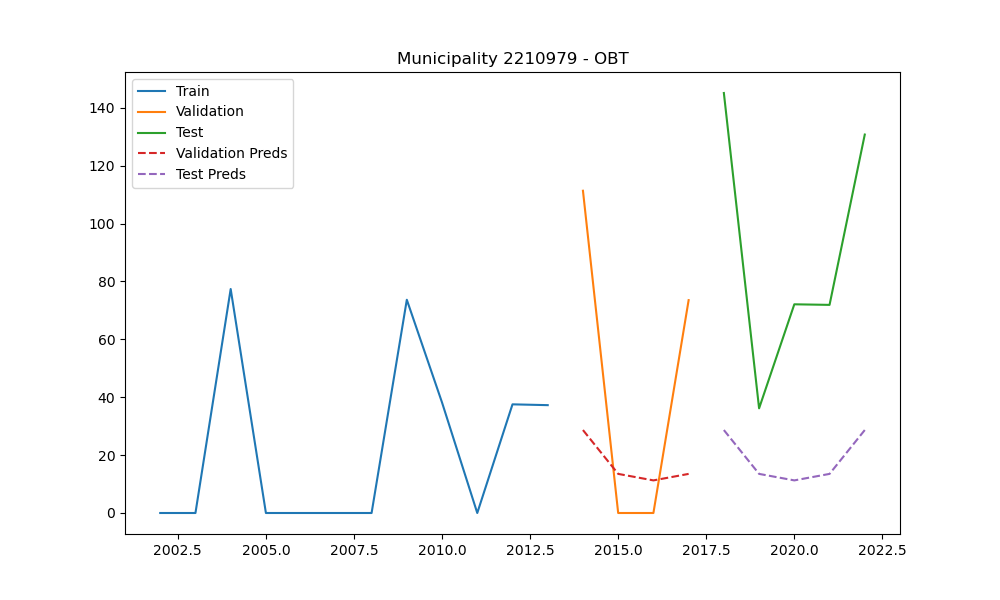 Municipality 2210979 - OBT
Train
Validation
Test
Validation Preds
Test Preds
140
120
100
80
60
40
20
0
2002.5 2005.0 2007.5 2010.0 2012.5 2015.0 2017.5 2020.0 2022.5